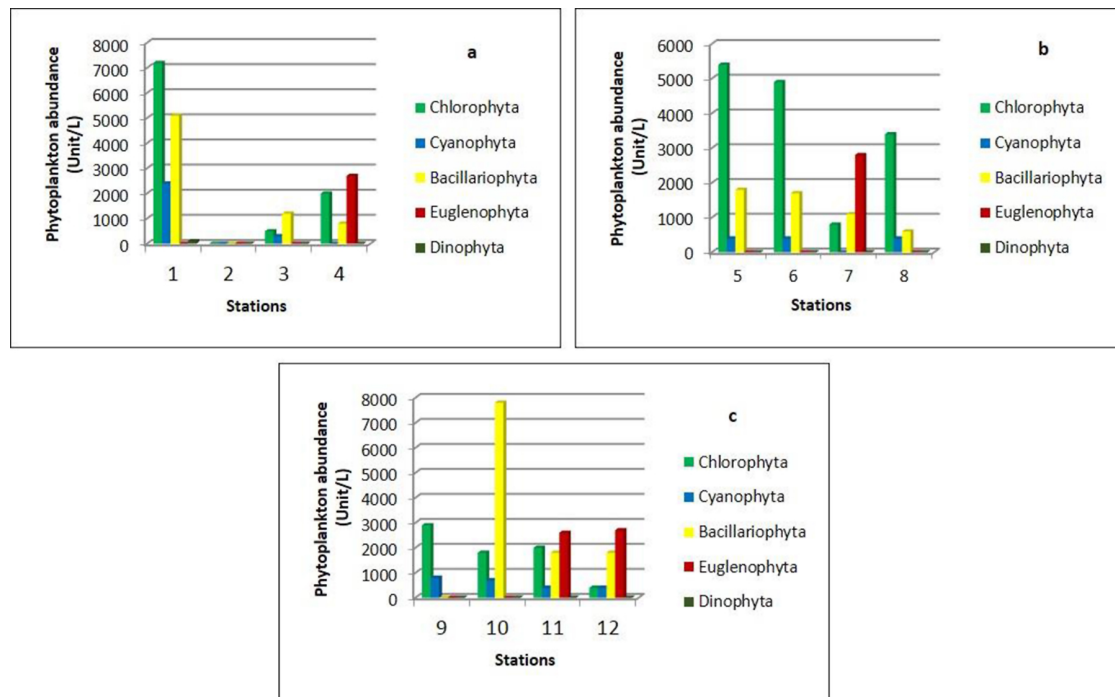 a
Phytoplankton abundance
(Unit/L)
8000
7000
6000
5000
4000
3000
2000
1000
0
1 2 3 4
Stations
Chlorophyta
Cyanophyta
Bacillariophyta
Euglenophyta
Dinophyta
b
Phytoplankton abundance
(Unit/L)
6000
5000
4000
3000
2000
1000
0
5 6 7 8
Stations
Chlorophyta
Cyanophyta
Bacillariophyta
Euglenophyta
Dinophyta
c
Phytoplankton abundance
(Unit/L)
8000
7000
6000
5000
4000
3000
2000
1000
0
9 10 11 12
Stations
Chlorophyta
Cyanophyta
Bacillariophyta
Euglenophyta
Dinophyta